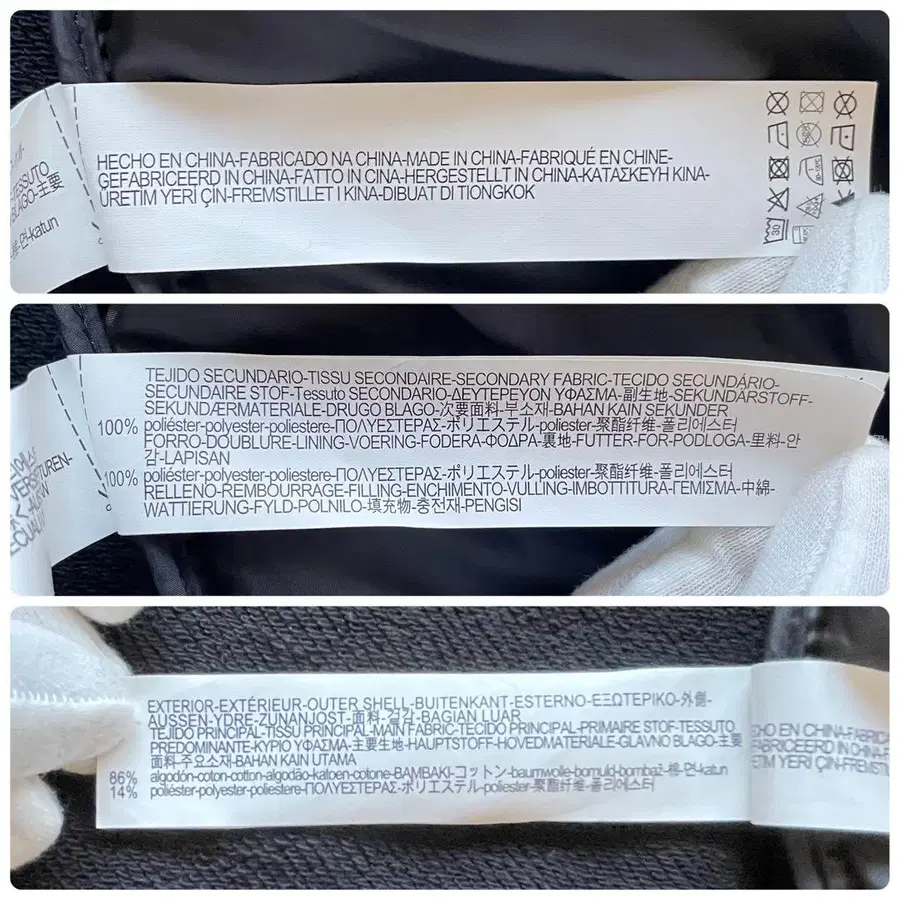 TESSUTO
BLAGO-主要
면-katun
HECHO EN CHINA-FABRICADO NA CHINA-MADE IN CHINA-FABRIQUÉ EN CHINE-
GEFABRICEERD IN CHINA-FATTO IN CINA-HERGESTELLT IN CHINA-ΚΑΤΑΣΚΕΥΗ ΚΙΝΑ-
ÜRETIM YERI ÇIN-FREMSTILLET I KINA-DIBUAT DI TIONGKOK
30
TEJIDO SECUNDARIO-TISSU SECONDAIRE-SECONDARY FABRIC-TECIDO SECUNDÁRIO-
SECUNDAIRE STOF-Tessuto SECONDARIO-ΔΕΥΤΕΡΕΥΟΝ ΥΦΑΣΜΑ-副生地-SEKUNDÄRSTOFF-
SEKUNDÆRMATERIALE-DRUGO BLAGO-次要面料-부소재-BAHAN KAIN SEKUNDER
100% poliéster-polyester-poliestere-ΠΟΛΥΕΣΤΕΡΑΣ-ポリエステル-poliester-聚酯纤维-폴리에스터
FORRO-DOUBLURE-LINING-VOERING-FODERA-ΦΟΔΡΑ-裏地-FUTTER-FOR-PODLOGA-里料-안
감-LAPISAN
100% poliéster-polyester-poliestere-ΠΟΛΥΕΣΤΕΡΑΣ-ポリエステル-poliester-聚酯纤维-폴리에스터
RELLENO-REMBOURRAGE-FILLING-ENCHIMENTO-VULLING-IMBOTTITURA-ΓΕΜΙΣΜΑ-中綿-
WATTIERUNG-FYLD-POLNILO-填充物-충전재-PENGISI
EXTERIOR-EXTÉRIEUR-OUTER SHELL-BUITENKANT-ESTERNO-ΕΞΩΤΕΡΙΚΟ-外側-
AUSSEN-YDRE-ZUNANJOST-面料-겉감-BAGIAN LUAR
TEJIDO PRINCIPAL-TISSU PRINCIPAL-MAIN FABRIC-TECIDO PRINCIPAL-PRIMAIRE STOF-TESSUTO
PREDOMINANTE-ΚΥΡΙΟ ΥΦΑΣΜΑ-主要生地-HAUPTSTOFF-HOVEDMATERIALE-GLAVNO BLAGO-主要
面料-주요소재-BAHAN KAIN UTAMA
86% algodón-coton-cotton-algodão-katoen-cotone-BAMBAKI-コットン-baumwolle-bomuld-bombaž-棉-면-katun
14% poliéster-polyester-poliestere-ΠΟΛΥΕΣΤΕΡΑΣ-ポリエステル-poliester-聚酯纤维-폴리에스터